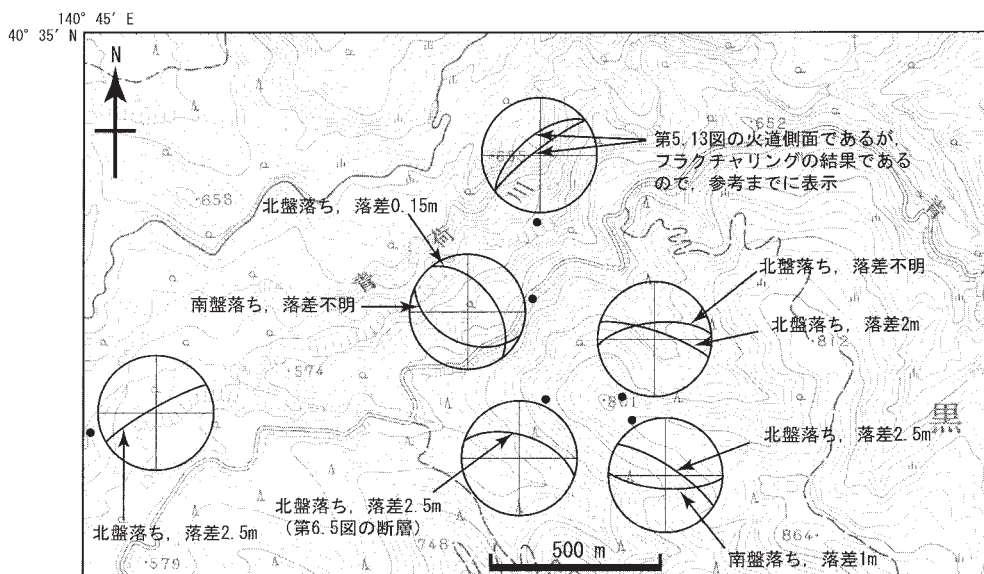 140° 45' E
40° 35' N
N
第5.13図の火道側面であるが,
フラクチャリングの結果である
ので, 参考までに表示
652
658
川
北盤落ち, 落差0.15m
荷
青
南盤落ち, 落差不明
北盤落ち, 落差不明
北盤落ち, 落差2m
812
574
861
黒
北盤落ち, 落差2.5m
北盤落ち, 落差2.5m
北盤落ち, 落差2.5m
(第6.5図の断層)
南盤落ち, 落差1m
579
748
864
500 m